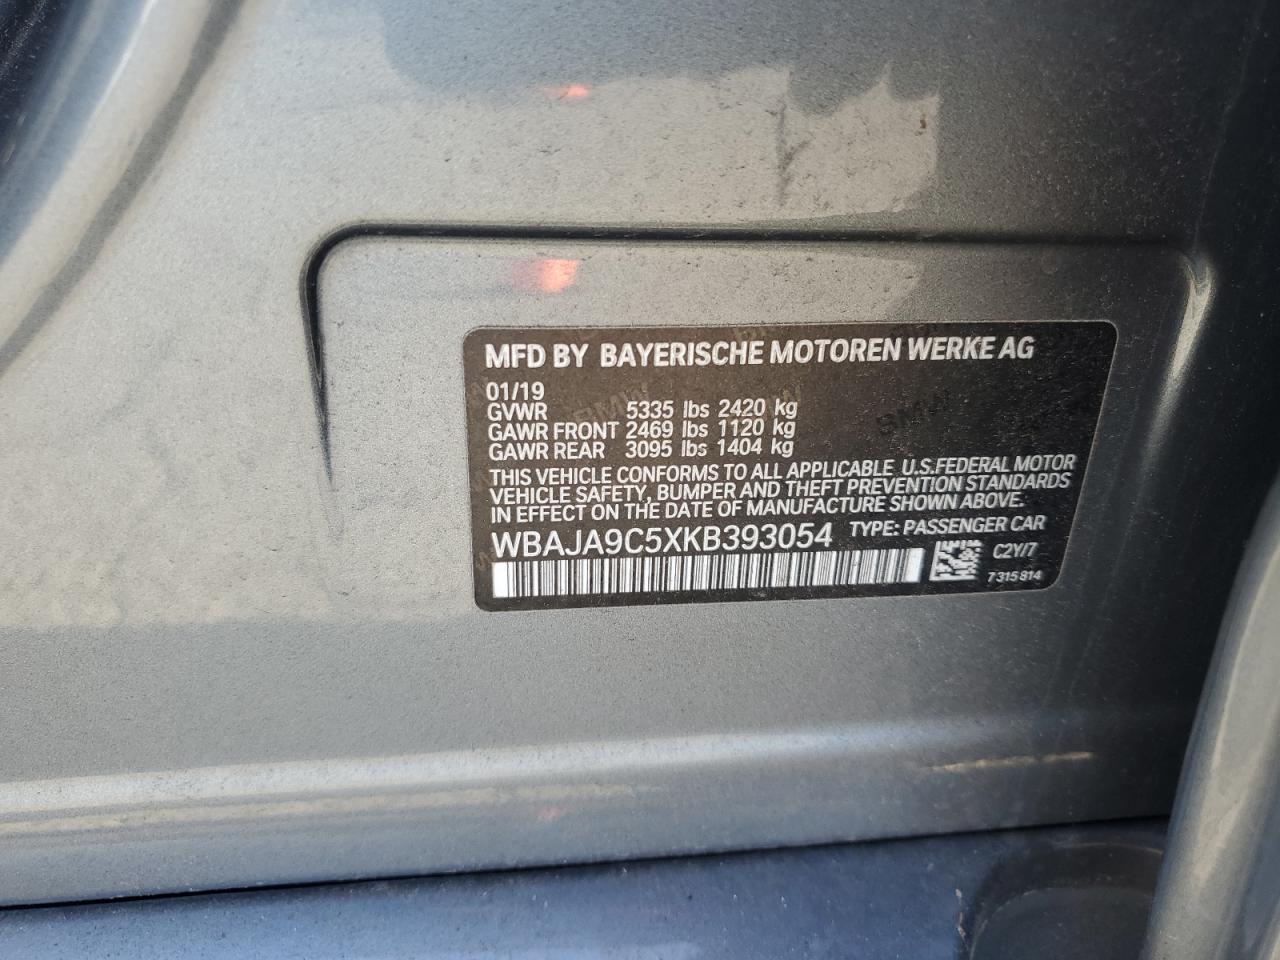 MFD BY BAYERISCHE MOTOREN WERKE AG
01/19
GVWR 5335 lbs 2420 kg
GAWR FRONT 2469 lbs 1120 kg
GAWR REAR 3095 lbs 1404 kg
THIS VEHICLE CONFORMS TO ALL APPLICABLE U.S.FEDERAL MOTOR
VEHICLE SAFETY, BUMPER AND THEFT PREVENTION STANDARDS
IN EFFECT ON THE DATE OF MANUFACTURE SHOWN ABOVE.
WBAJA9C5XKB393054 TYPE: PASSENGER CAR
C2Y/7
7315814